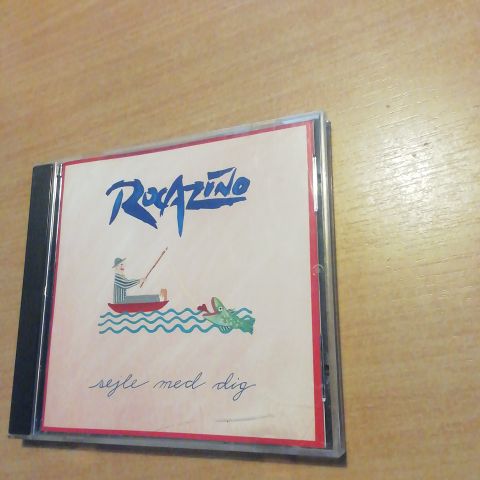 ROCAZINO
sejle med dig